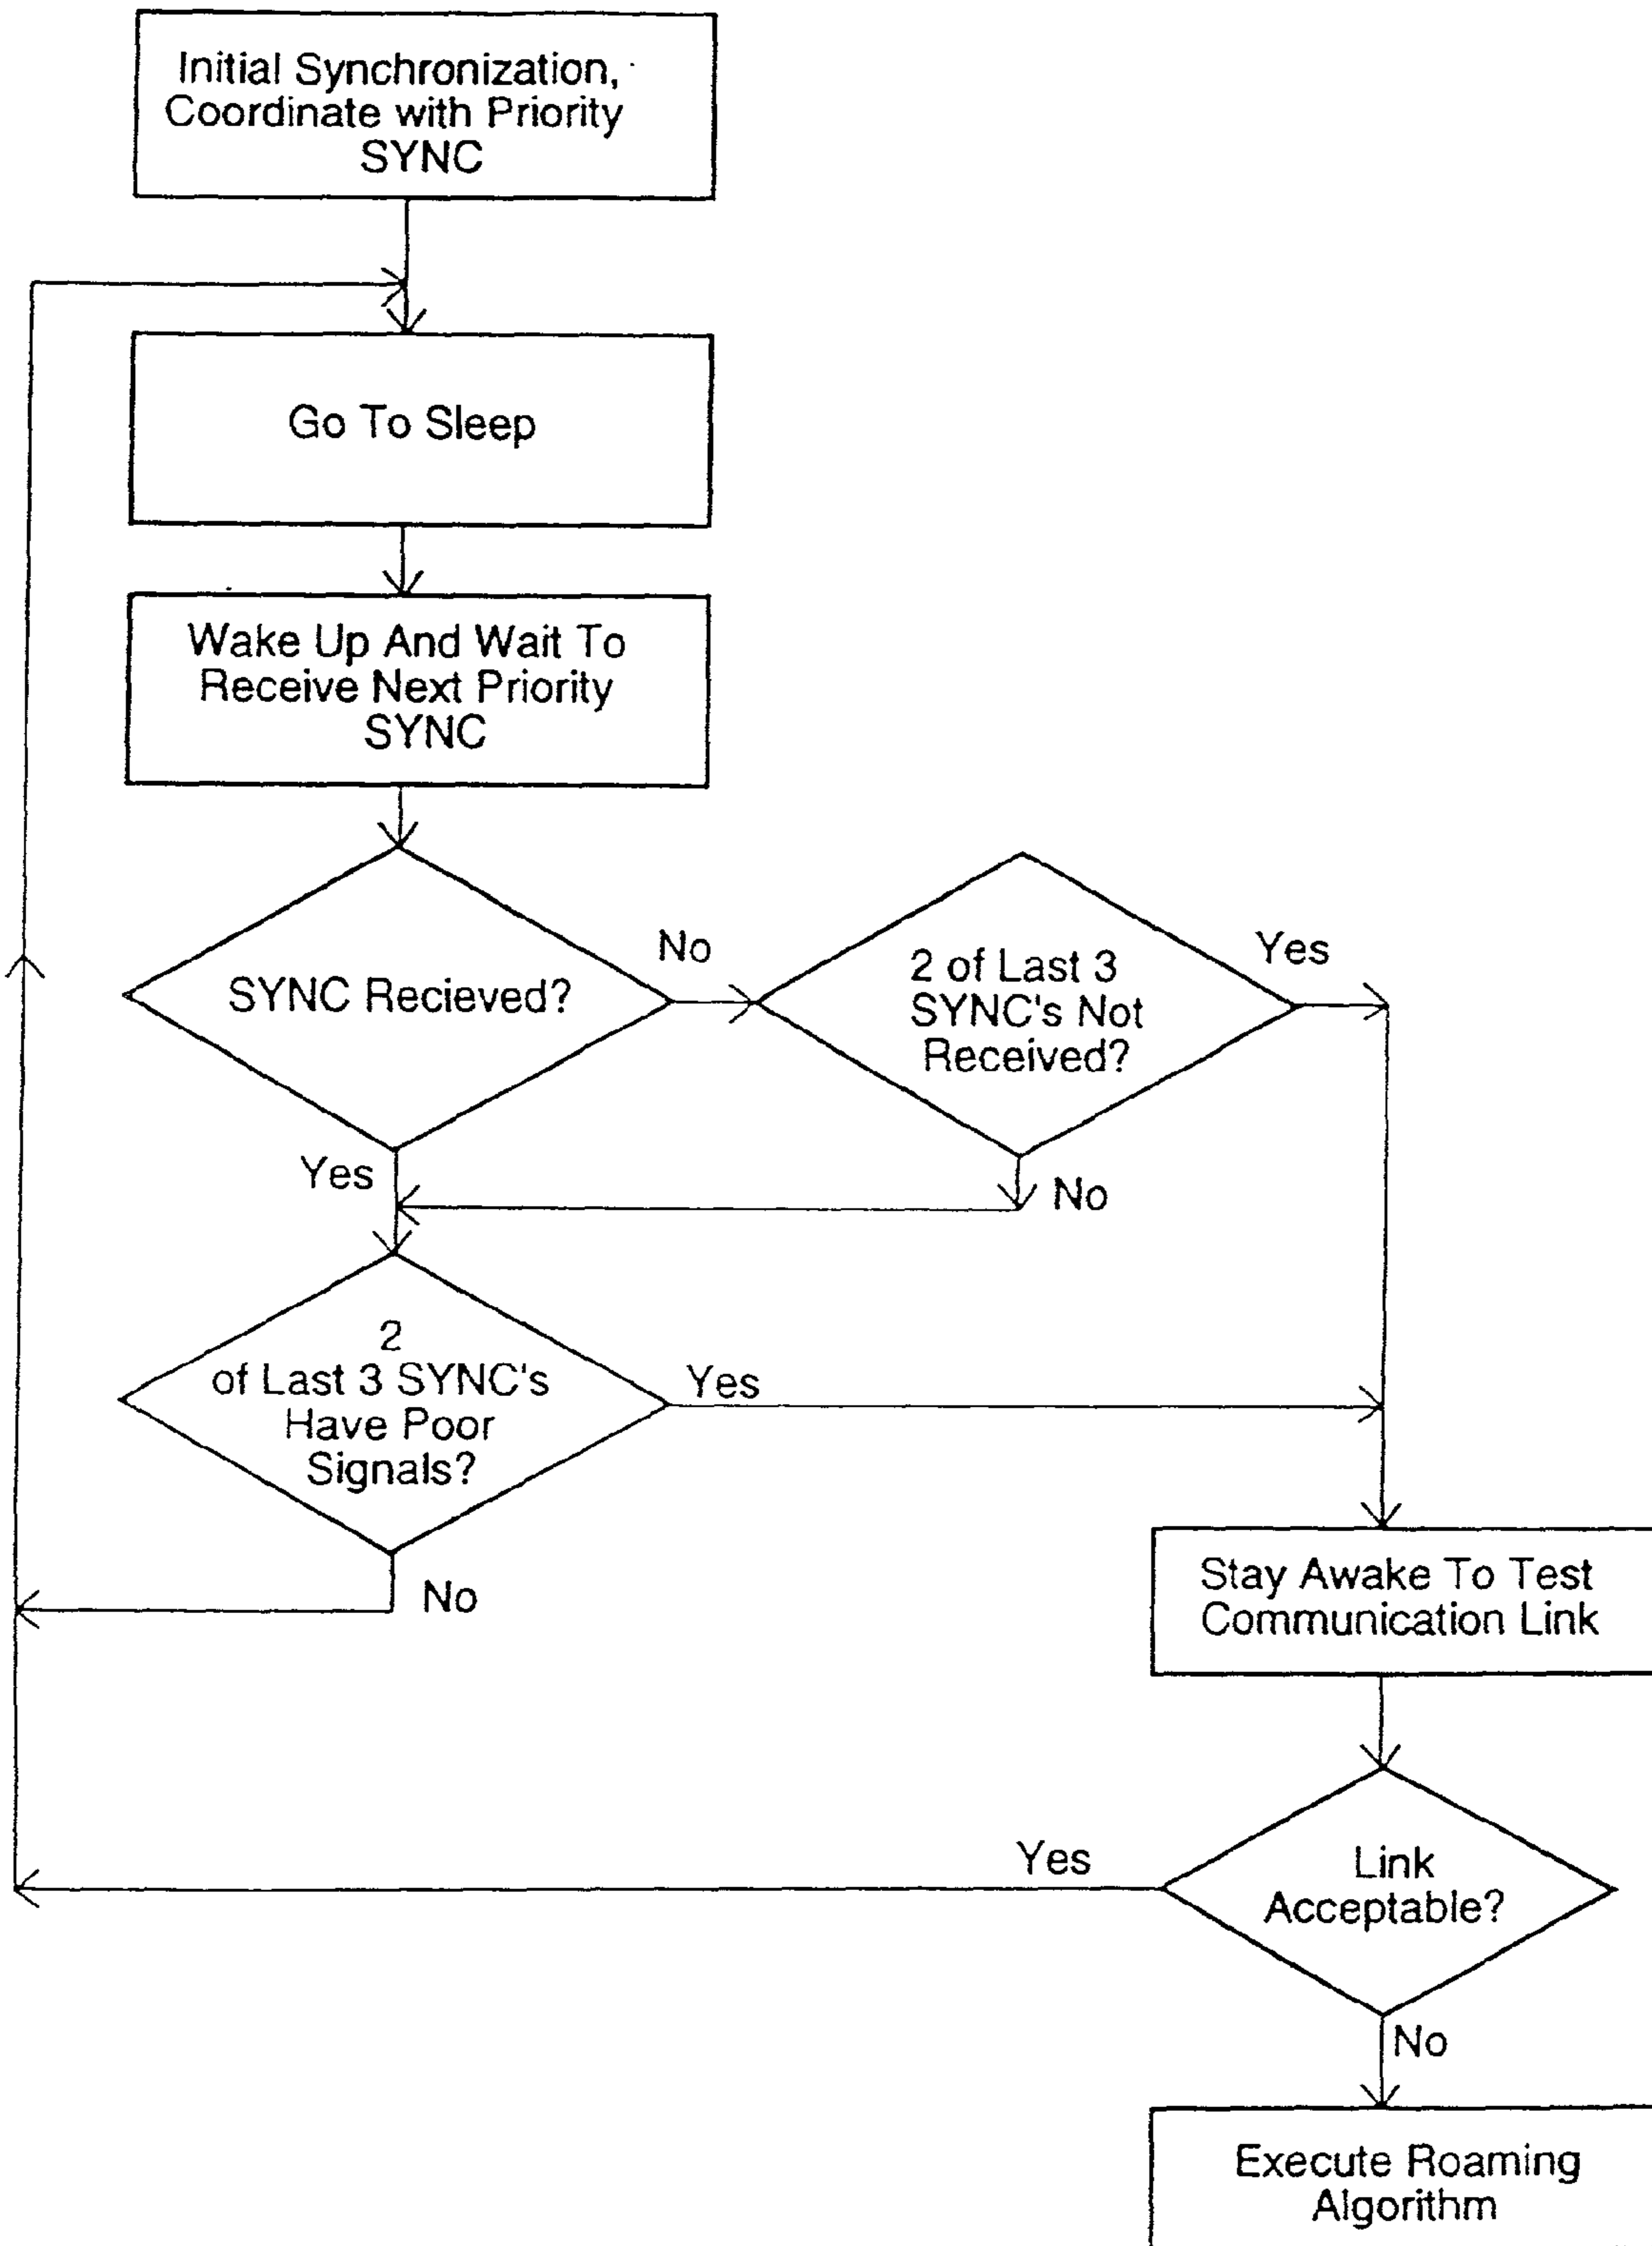 Initial Synchronization,
Coordinate with Priority
SYNC
Go To Sleep
Wake Up And Wait To
Receive Next Priority
SYNC
SYNC Recieved?
No
2 of Last 3
SYNC's Not
Received?
Yes
Yes
No
2
of Last 3 SYNC's
Have Poor
Signals?
Yes
No
Stay Awake To Test
Communication Link
Link
Acceptable?
Yes
No
Execute Roaming
Algorithm